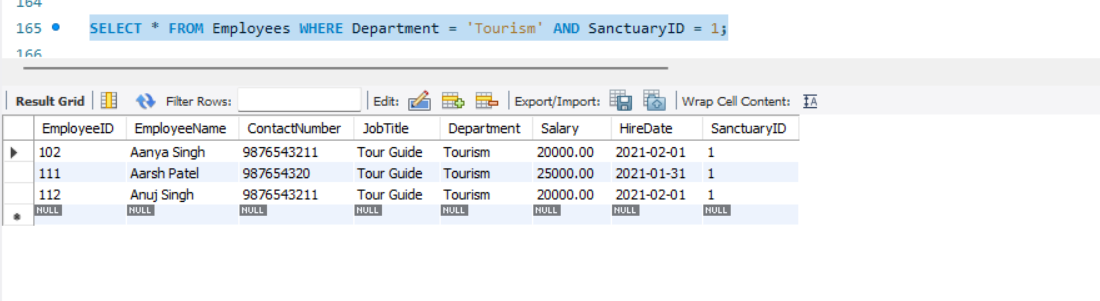 164
165 SELECT * FROM Employees WHERE Department = 'Tourism' AND SanctuaryID = 1;
166
Result Grid Filter Rows: Edit: Export/Import: Wrap Cell Content: IA
EmployeeID EmployeeName ContactNumber JobTitle Department Salary HireDate SanctuaryID
102 Aanya Singh 9876543211 Tour Guide Tourism 20000.00 2021-02-01 1
111 Aarsh Patel 987654320 Tour Guide Tourism 25000.00 2021-01-31 1
112 Anuj Singh 9876543211 Tour Guide Tourism 20000.00 2021-02-01 1
NULL NULL NULL NULL NULL NULL NULL NULL